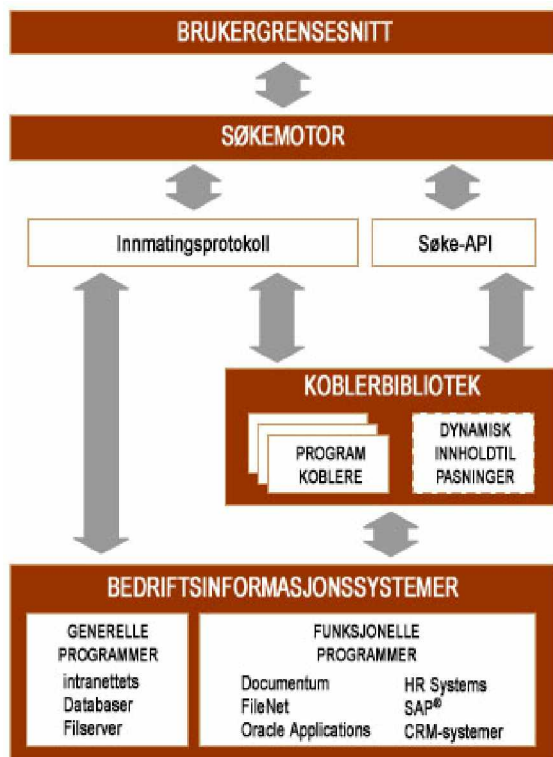 BRUKERGRENSESNITT
SØKEMOTOR
Innmatingsprotokoll
Søke-API
KOBLERBIBLIOTEK
PROGRAM
KOBLERE
DYNAMISK
INNHOLDTIL
PASNINGER
BEDRIFTSINFORMASJONSSYSTEMER
GENERELLE
PROGRAMMER
intranettets
Databaser
Filserver
FUNKSJONELLE
PROGRAMMER
Documentum
FileNet
Oracle Applications
HR Systems
SAP®
CRM-systemer